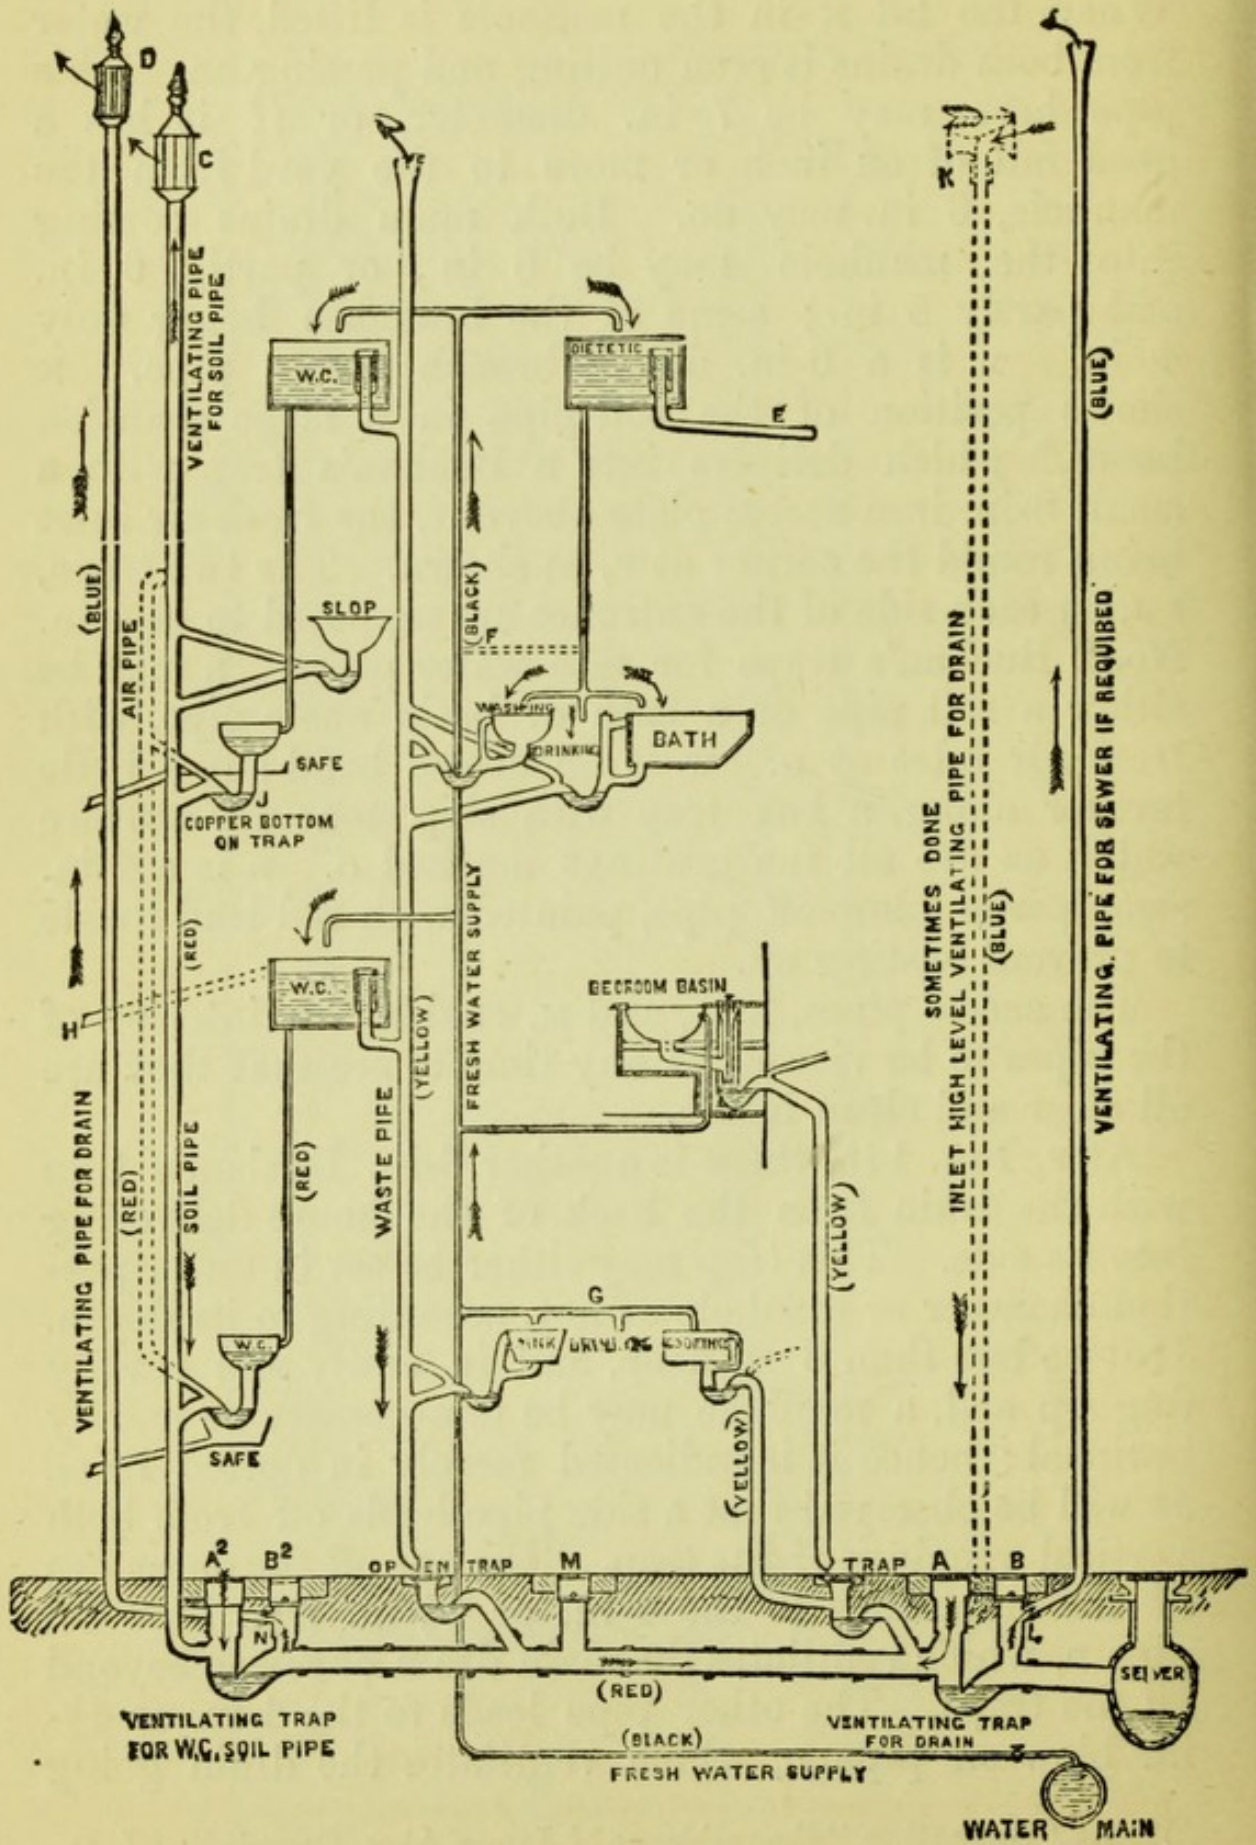 D
C
K
VENTILATING PIPE
FOR SOIL PIPE
W.C.
DIETETIC
E
(BLUE)
(BLUE)
AIR PIPE
SLOP
(BLACK)
F
WASHING
DRINKING
BATH
SAFE
J
COPPER BOTTOM
ON TRAP
(RED)
FRESH WATER SUPPLY
SOMETIMES DONE
INLET HIGH LEVEL VENTILATING PIPE FOR DRAIN
(BLUE)
VENTILATING. PIPE FOR SEWER IF REQUIRED
H
W.C.
(YELLOW)
BEDROOM BASIN
VENTILATING PIPE FOR DRAIN
(RED)
SOIL PIPE
(RED)
WASTE PIPE
(YELLOW)
G
W.C.
SAFE
(YELLOW)
A2
B2
OPEN TRAP
M
TRAP
A
B
N
L
SEWER
(RED)
VENTILATING TRAP
FOR W.C. SOIL PIPE
(BLACK)
FRESH WATER SUPPLY
VENTILATING TRAP
FOR DRAIN
WATER MAIN